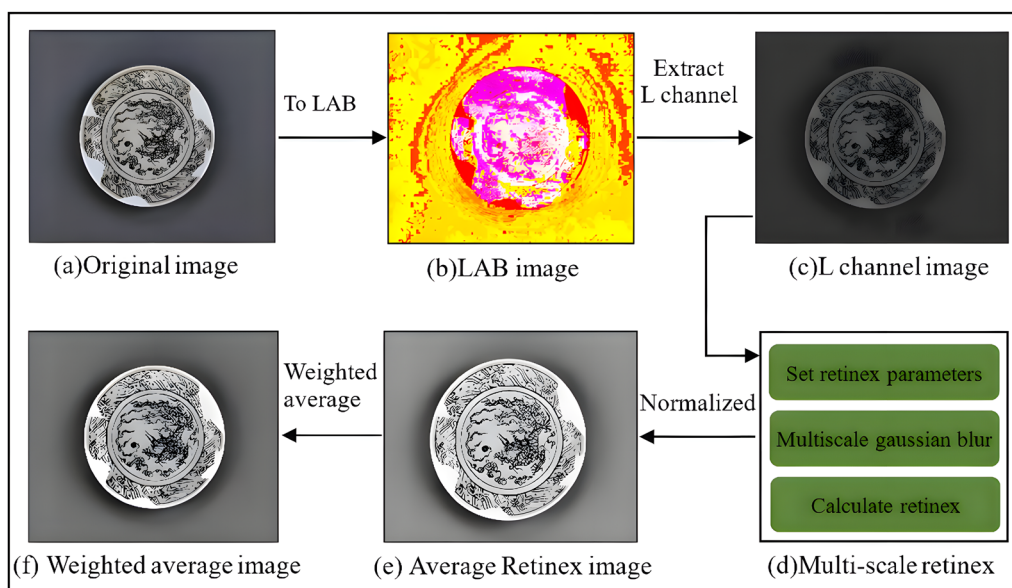 To LAB
Extract
L channel
(a)Original image
(b)LAB image
(c)L channel image
Set retinex parameters
Multiscale gaussian blur
Calculate retinex
Normalized
Weighted
average
(f) Weighted average image
(e) Average Retinex image
(d)Multi-scale retinex